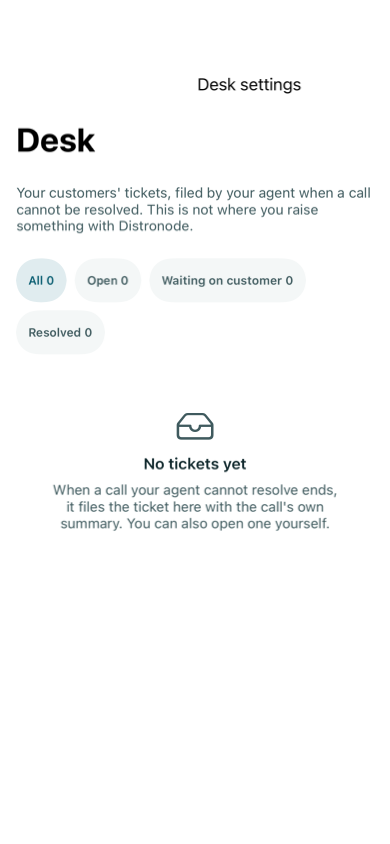 Desk settings
Desk
Your customers' tickets, filed by your agent when a call
cannot be resolved. This is not where you raise
something with Distronode.
All 0
Open 0
Waiting on customer 0
Resolved 0
No tickets yet
When a call your agent cannot resolve ends,
it files the ticket here with the call's own
summary. You can also open one yourself.